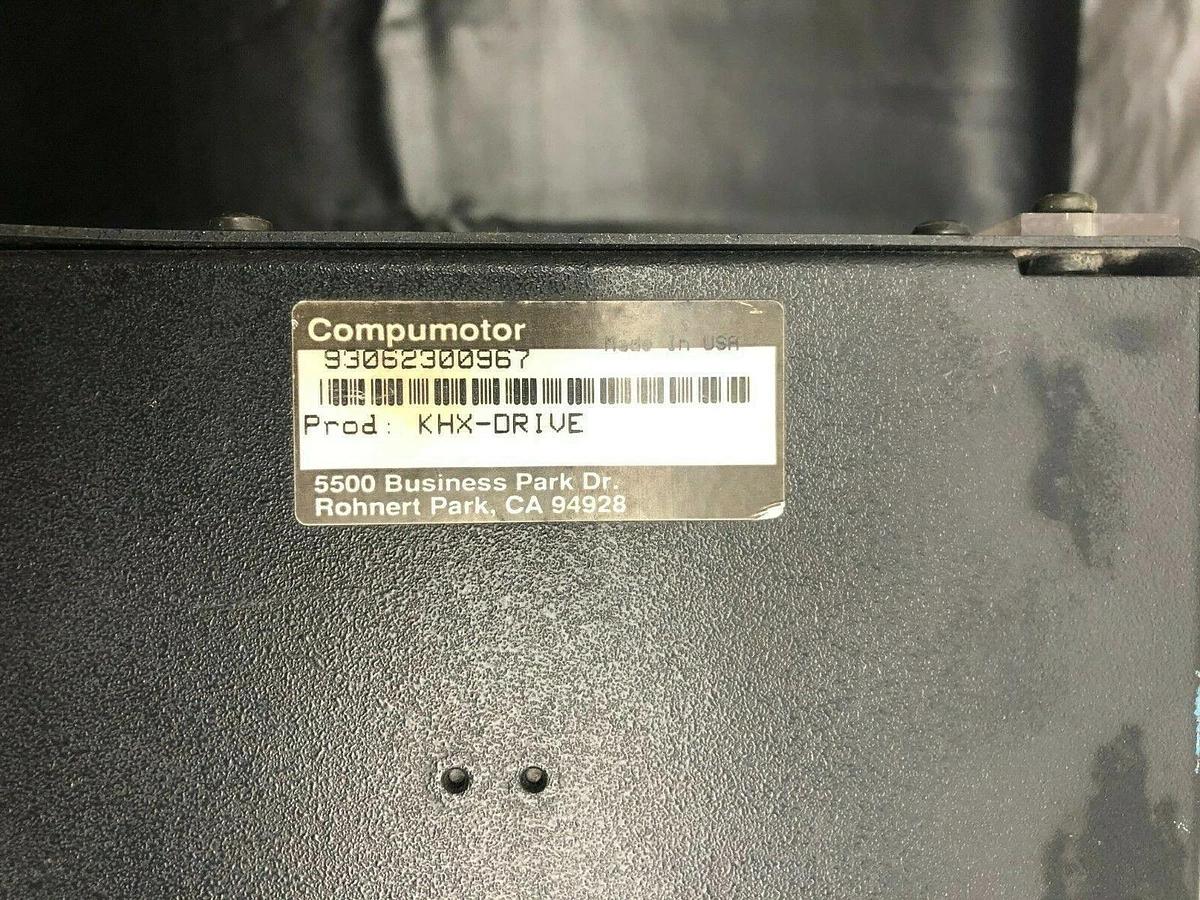 Compumotor
Made In USA
93062300967
Prod: KHX-DRIVE
5500 Business Park Dr.
Rohnert Park, CA 94928